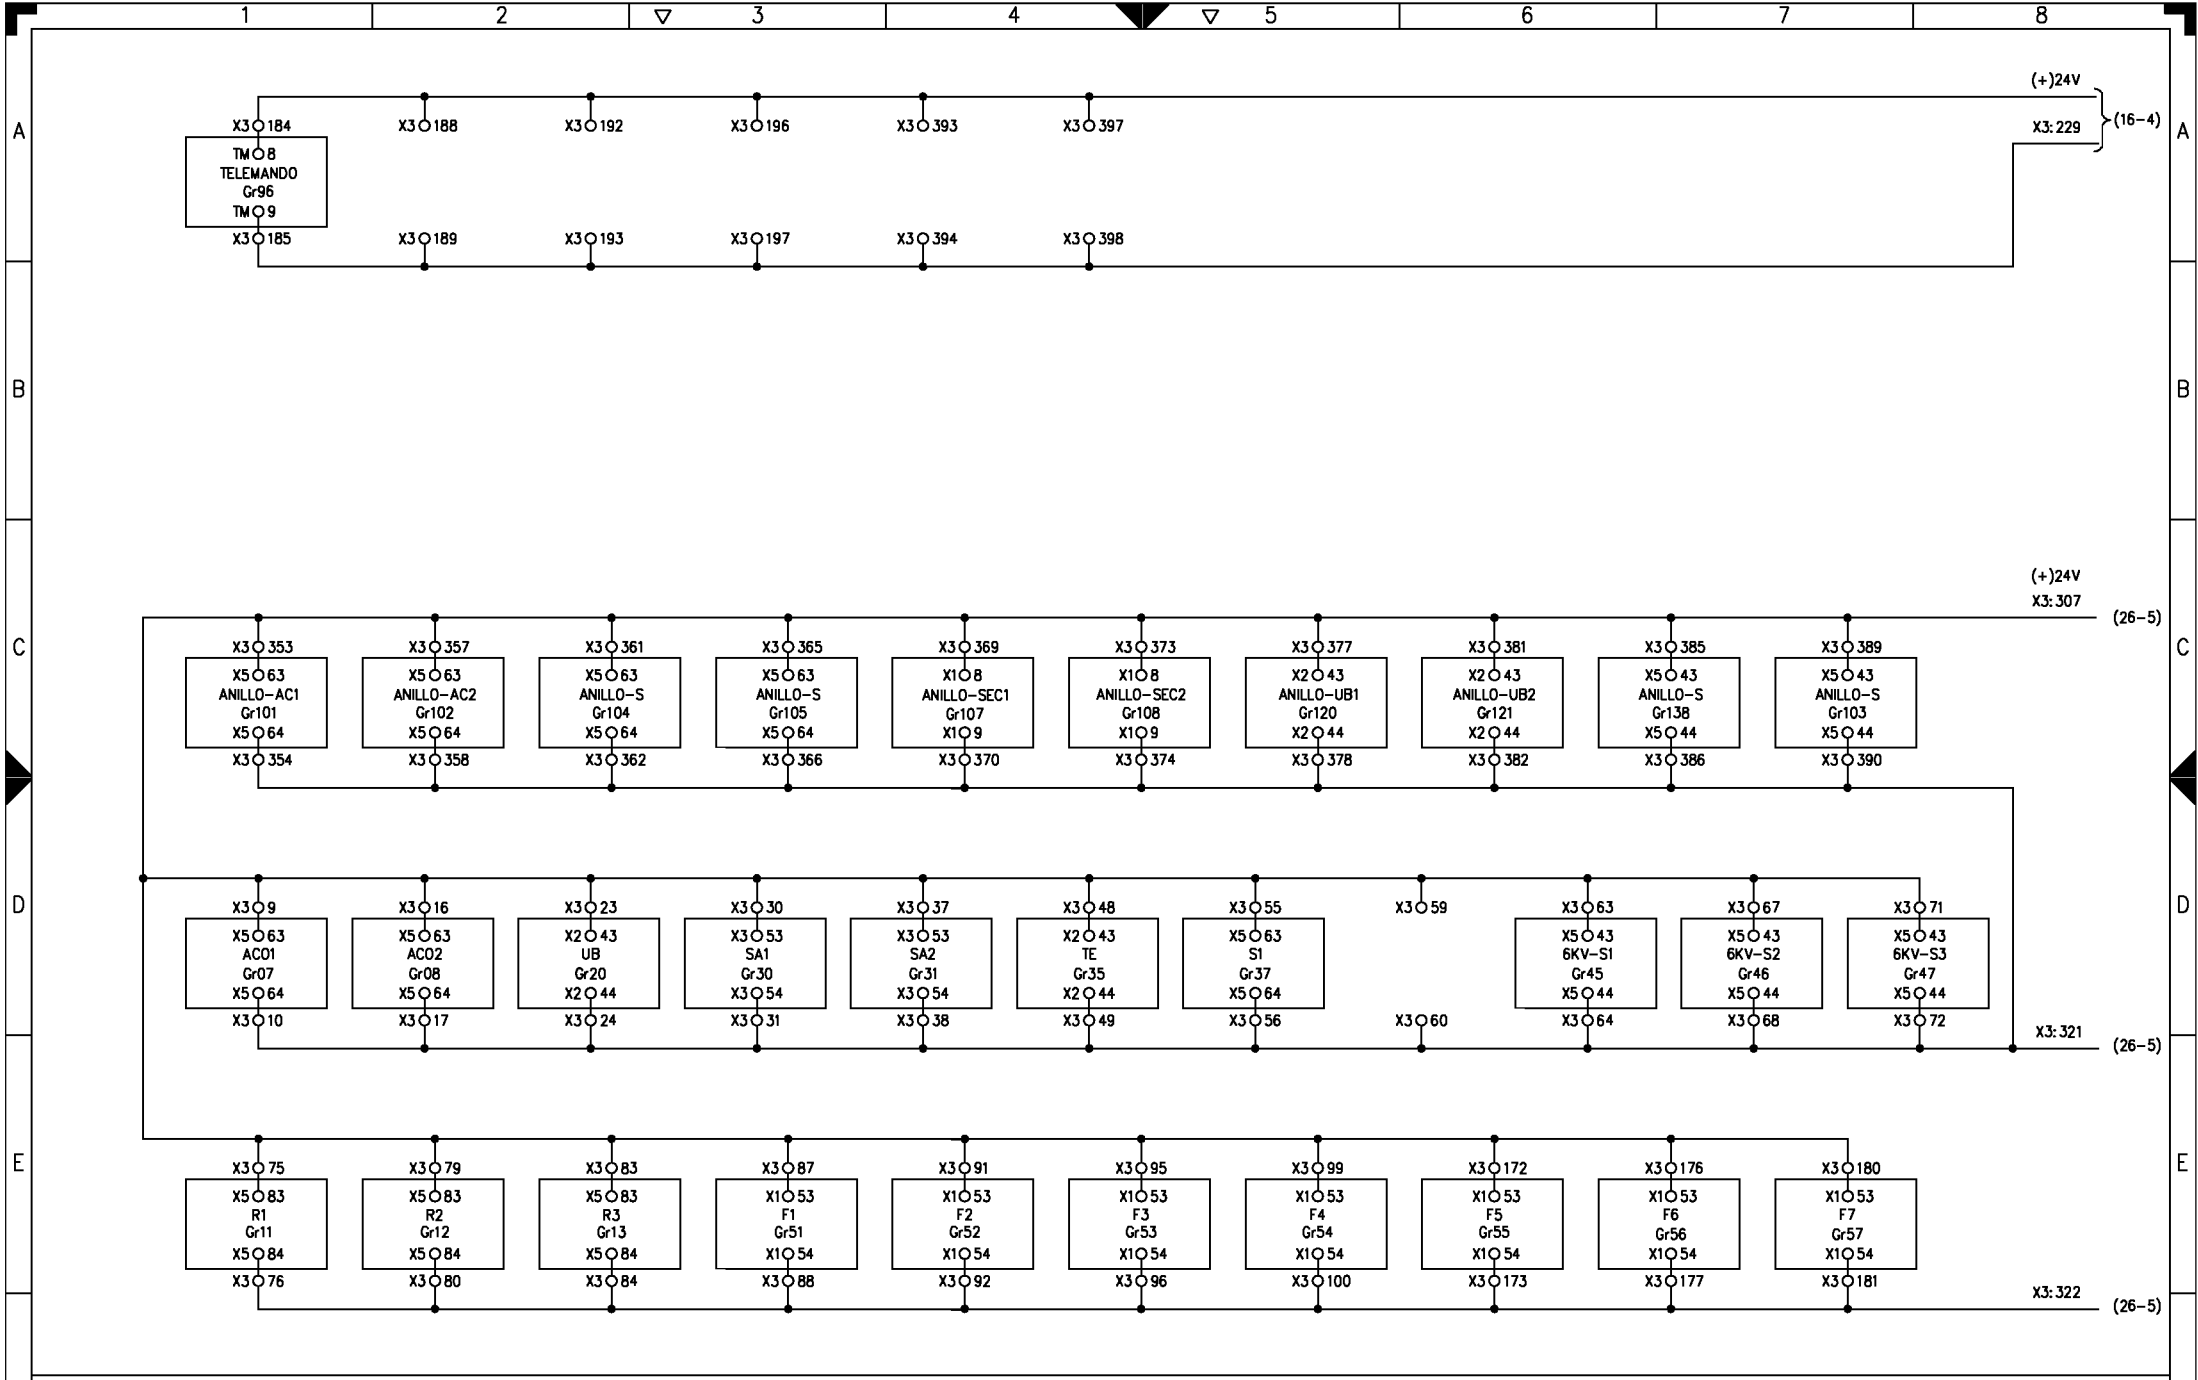 1 2 3 4 5 6 7 8
(+)24V
A X3 184 X3 188 X3 192 X3 196 X3 393 X3 397 X3:229 (16-4) A
TM 8
TELEMANDO
Gr96
TM 9
X3 185 X3 189 X3 193 X3 197 X3 394 X3 398
B B
(+)24V
X3:307
(26-5)
C X3 353 X3 357 X3 361 X3 365 X3 369 X3 373 X3 377 X3 381 X3 385 X3 389 C
X5 63 X5 63 X5 63 X5 63 X1 8 X1 8 X2 43 X2 43 X5 43 X5 43
ANILLO-AC1 ANILLO-AC2 ANILLO-S ANILLO-S ANILLO-SEC1 ANILLO-SEC2 ANILLO-UB1 ANILLO-UB2 ANILLO-S ANILLO-S
Gr101 Gr102 Gr104 Gr105 Gr107 Gr108 Gr120 Gr121 Gr138 Gr103
X5 64 X5 64 X5 64 X5 64 X1 9 X1 9 X2 44 X2 44 X5 44 X5 44
X3 354 X3 358 X3 362 X3 366 X3 370 X3 374 X3 378 X3 382 X3 386 X3 390
D X3 9 X3 16 X3 23 X3 30 X3 37 X3 48 X3 55 X3 59 X3 63 X3 67 X3 71 D
X5 63 X5 63 X2 43 X3 53 X3 53 X2 43 X5 63 X5 43 X5 43 X5 43
ACO1 ACO2 UB SA1 SA2 TE S1 6KV-S1 6KV-S2 6KV-S3
Gr07 Gr08 Gr20 Gr30 Gr31 Gr35 Gr37 Gr45 Gr46 Gr47
X5 64 X5 64 X2 44 X3 54 X3 54 X2 44 X5 64 X5 44 X5 44 X5 44
X3 10 X3 17 X3 24 X3 31 X3 38 X3 49 X3 56 X3 60 X3 64 X3 68 X3 72
X3:321 (26-5)
E X3 75 X3 79 X3 83 X3 87 X3 91 X3 95 X3 99 X3 172 X3 176 X3 180 E
X5 83 X5 83 X5 83 X1 53 X1 53 X1 53 X1 53 X1 53 X1 53 X1 53
R1 R2 R3 F1 F2 F3 F4 F5 F6 F7
Gr11 Gr12 Gr13 Gr51 Gr52 Gr53 Gr54 Gr55 Gr56 Gr57
X5 84 X5 84 X5 84 X1 54 X1 54 X1 54 X1 54 X1 54 X1 54 X1 54
X3 76 X3 80 X3 84 X3 88 X3 92 X3 96 X3 100 X3 173 X3 177 X3 181
X3:322 (26-5)